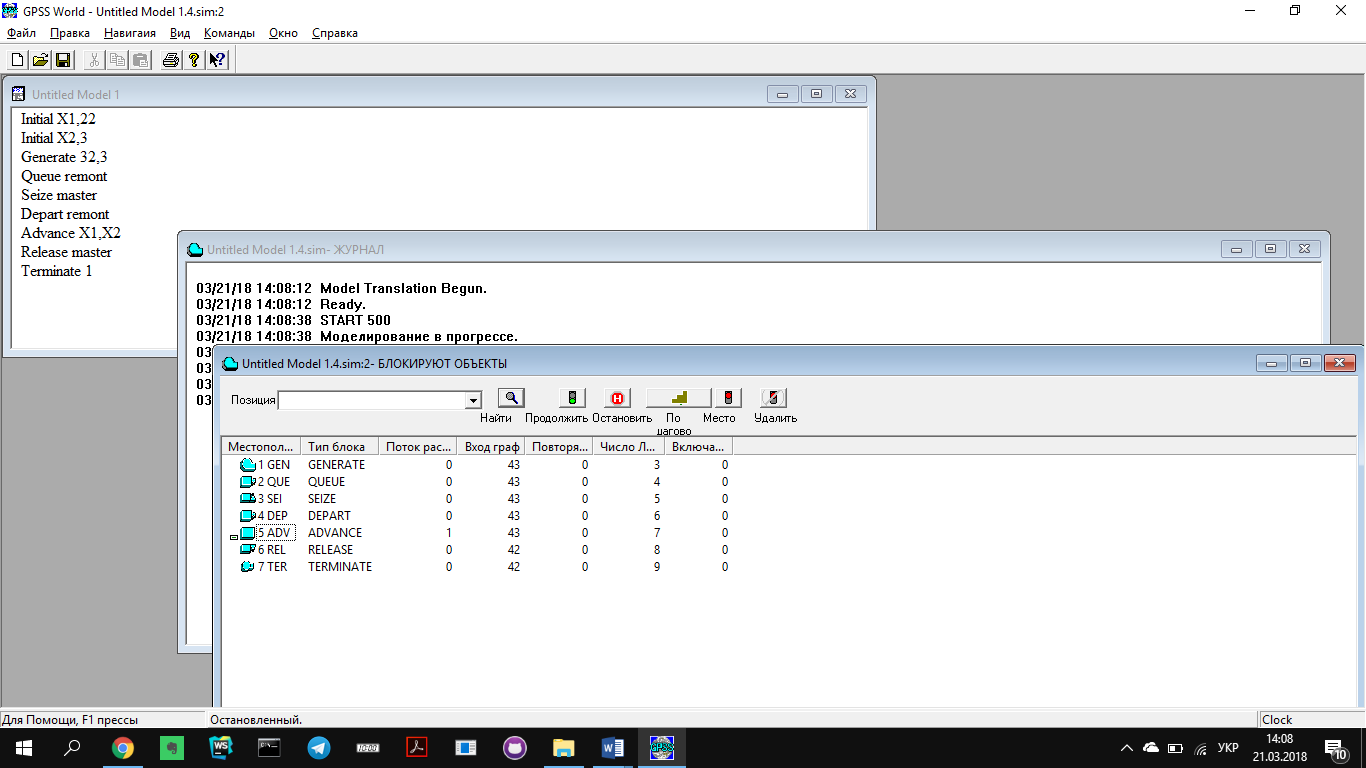 GPSS World - Untitled Model 1.4.sim:2
Файл Правка Навигаия Вид Команды Окно Справка
Untitled Model 1
Initial X1,22
Initial X2,3
Generate 32,3
Queue remont
Seize master
Depart remont
Advance X1,X2
Release master
Terminate 1
Untitled Model 1.4.sim- ЖУРНАЛ
03/21/18 14:08:12 Model Translation Begun.
03/21/18 14:08:12 Ready.
03/21/18 14:08:38 START 500
03/21/18 14:08:38 Моделирование в прогрессе.
03
03
03
03
Untitled Model 1.4.sim:2- БЛОКИРУЮТ ОБЪЕКТЫ
Позиция
Найти Продолжить Остановить По шагово Место Удалить
Местопол... Тип блока Поток рас... Вход граф Повторя... Число Л... Включа...
1 GEN GENERATE 0 43 0 3 0
2 QUE QUEUE 0 43 0 4 0
3 SEI SEIZE 0 43 0 5 0
4 DEP DEPART 0 43 0 6 0
5 ADV ADVANCE 1 43 0 7 0
6 REL RELEASE 0 42 0 8 0
7 TER TERMINATE 0 42 0 9 0
Для Помощи, F1 прессы Остановленный. Clock
УКР 14:08
21.03.2018 10